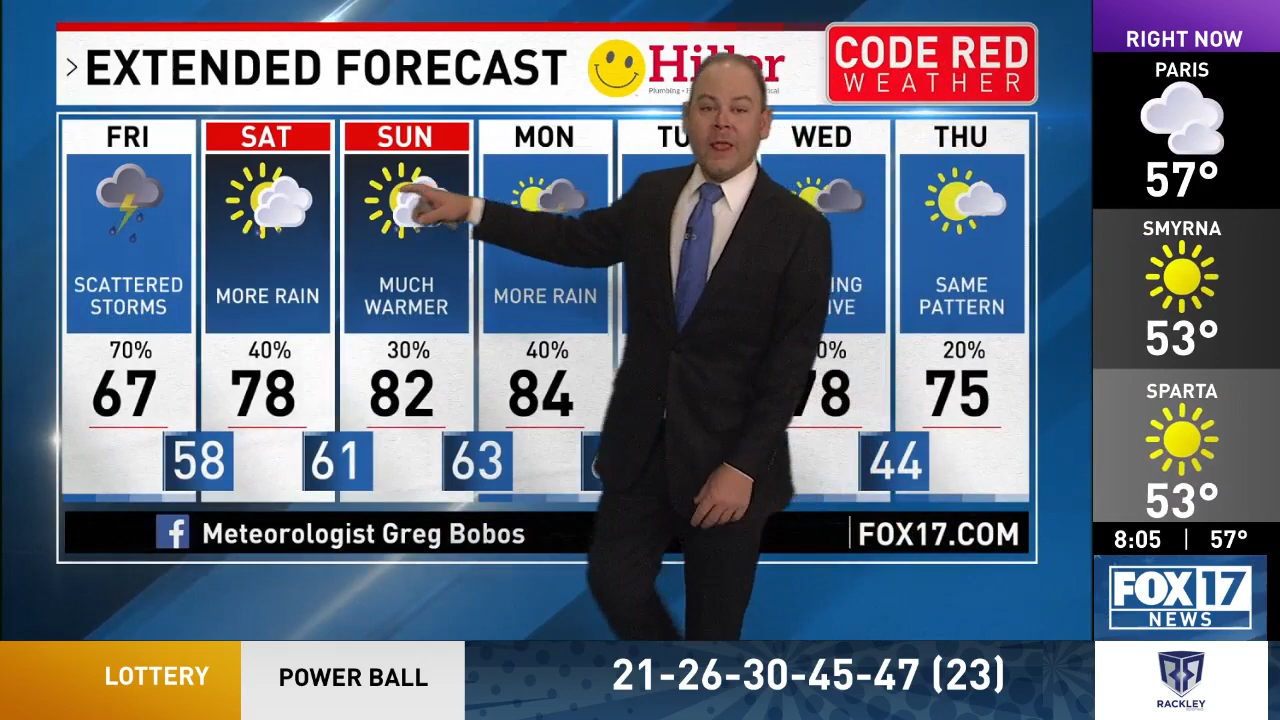 > EXTENDED FORECAST
CODE RED
WEATHER
FRI
SAT
SUN
MON
WED
THU
SCATTERED
STORMS
MORE RAIN
MUCH
WARMER
MORE RAIN
SAME
PATTERN
70%
40%
30%
40%
20%
67
78
82
84
78
75
58
61
63
44
f Meteorologist Greg Bobos
FOX17.COM
RIGHT NOW
PARIS
57°
SMYRNA
53°
SPARTA
53°
8:05 | 57°
FOX 17
NEWS
LOTTERY
POWER BALL
21-26-30-45-47 (23)
RACKLEY